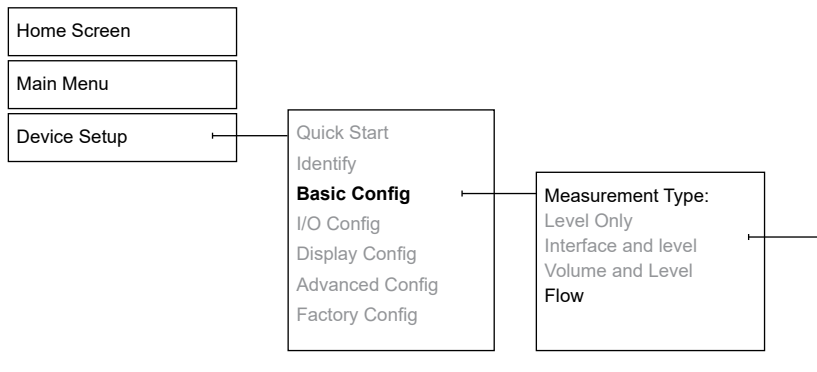 Home Screen
Main Menu
Device Setup
Quick Start
Identify
Basic Config
I/O Config
Display Config
Advanced Config
Factory Config
Measurement Type:
Level Only
Interface and level
Volume and Level
Flow